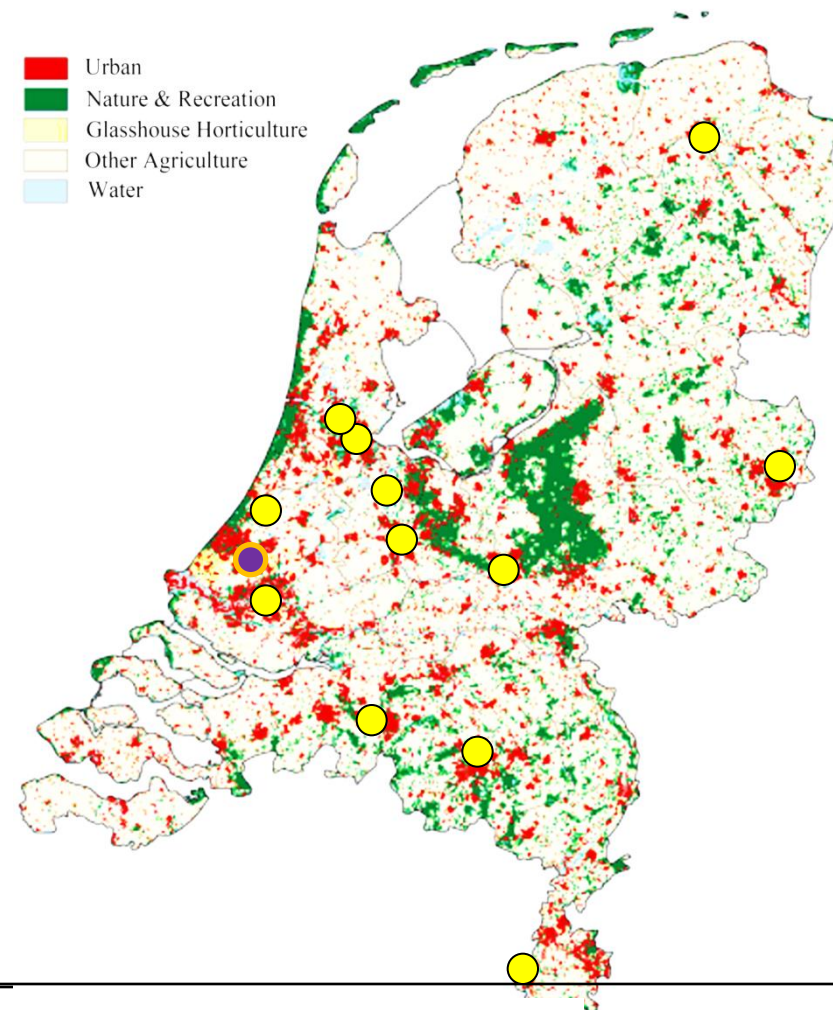 Urban
Nature & Recreation
Glasshouse Horticulture
Other Agriculture
Water